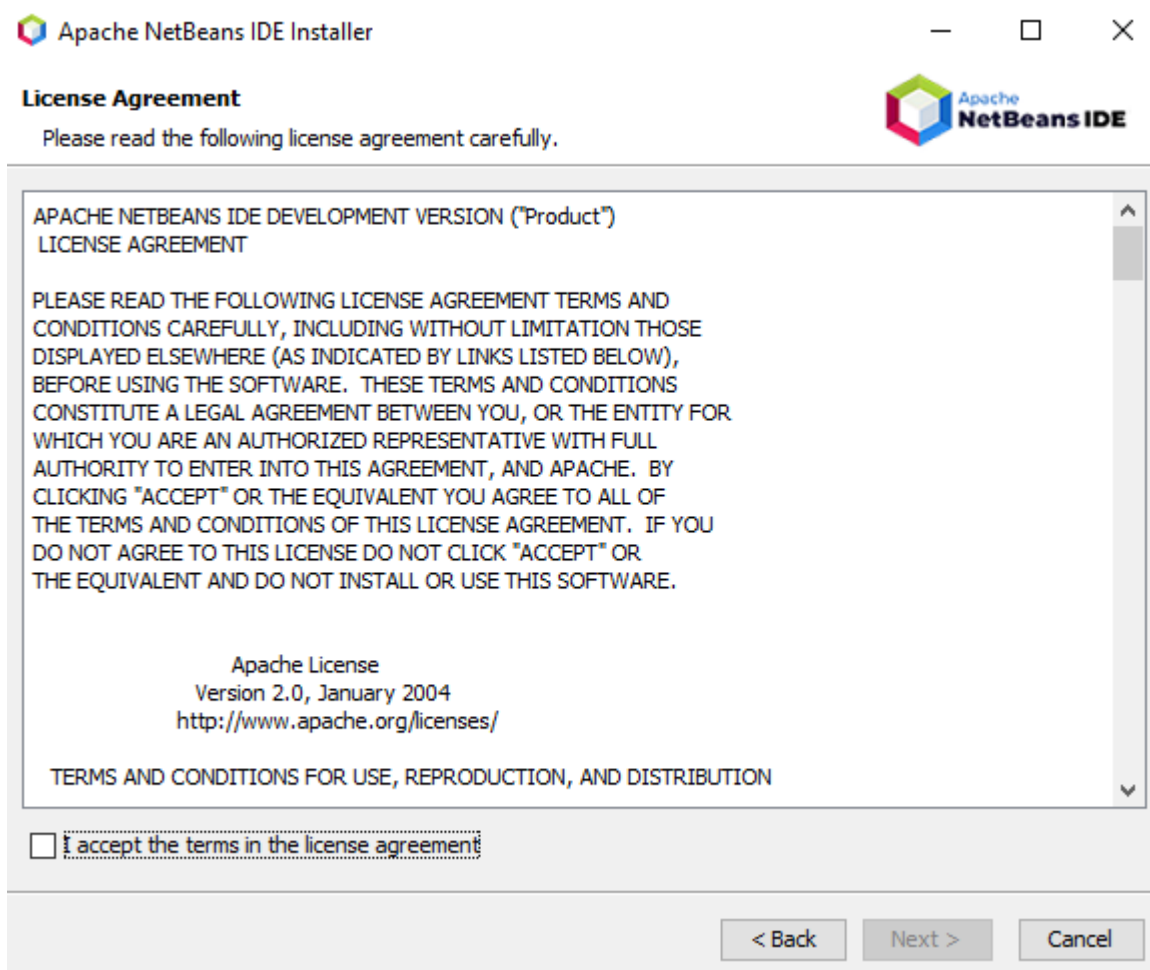 Apache NetBeans IDE Installer
License Agreement
Please read the following license agreement carefully.
Apache
NetBeans IDE
APACHE NETBEANS IDE DEVELOPMENT VERSION ("Product")
LICENSE AGREEMENT
PLEASE READ THE FOLLOWING LICENSE AGREEMENT TERMS AND
CONDITIONS CAREFULLY, INCLUDING WITHOUT LIMITATION THOSE
DISPLAYED ELSEWHERE (AS INDICATED BY LINKS LISTED BELOW),
BEFORE USING THE SOFTWARE.  THESE TERMS AND CONDITIONS
CONSTITUTE A LEGAL AGREEMENT BETWEEN YOU, OR THE ENTITY FOR
WHICH YOU ARE AN AUTHORIZED REPRESENTATIVE WITH FULL
AUTHORITY TO ENTER INTO THIS AGREEMENT, AND APACHE.  BY
CLICKING "ACCEPT" OR THE EQUIVALENT YOU AGREE TO ALL OF
THE TERMS AND CONDITIONS OF THIS LICENSE AGREEMENT.  IF YOU
DO NOT AGREE TO THIS LICENSE DO NOT CLICK "ACCEPT" OR
THE EQUIVALENT AND DO NOT INSTALL OR USE THIS SOFTWARE.
Apache License
Version 2.0, January 2004
http://www.apache.org/licenses/
TERMS AND CONDITIONS FOR USE, REPRODUCTION, AND DISTRIBUTION
I accept the terms in the license agreement
< Back
Next >
Cancel